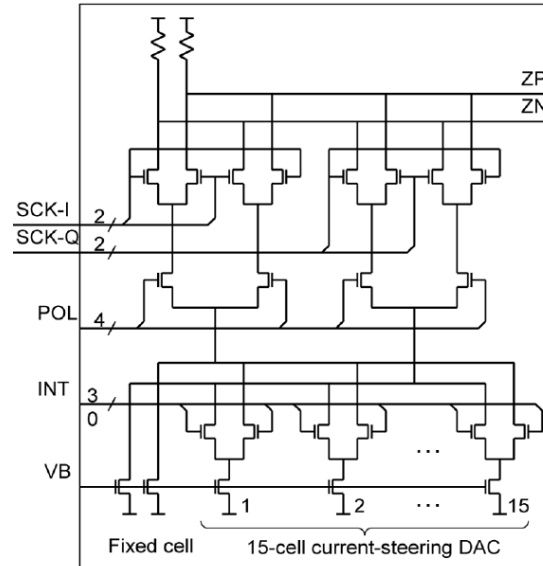 ZP
ZN
SCK-I
2
SCK-Q
2
POL
4
INT
3
0
VB
...
1
2
...
15
Fixed cell
15-cell current-steering DAC